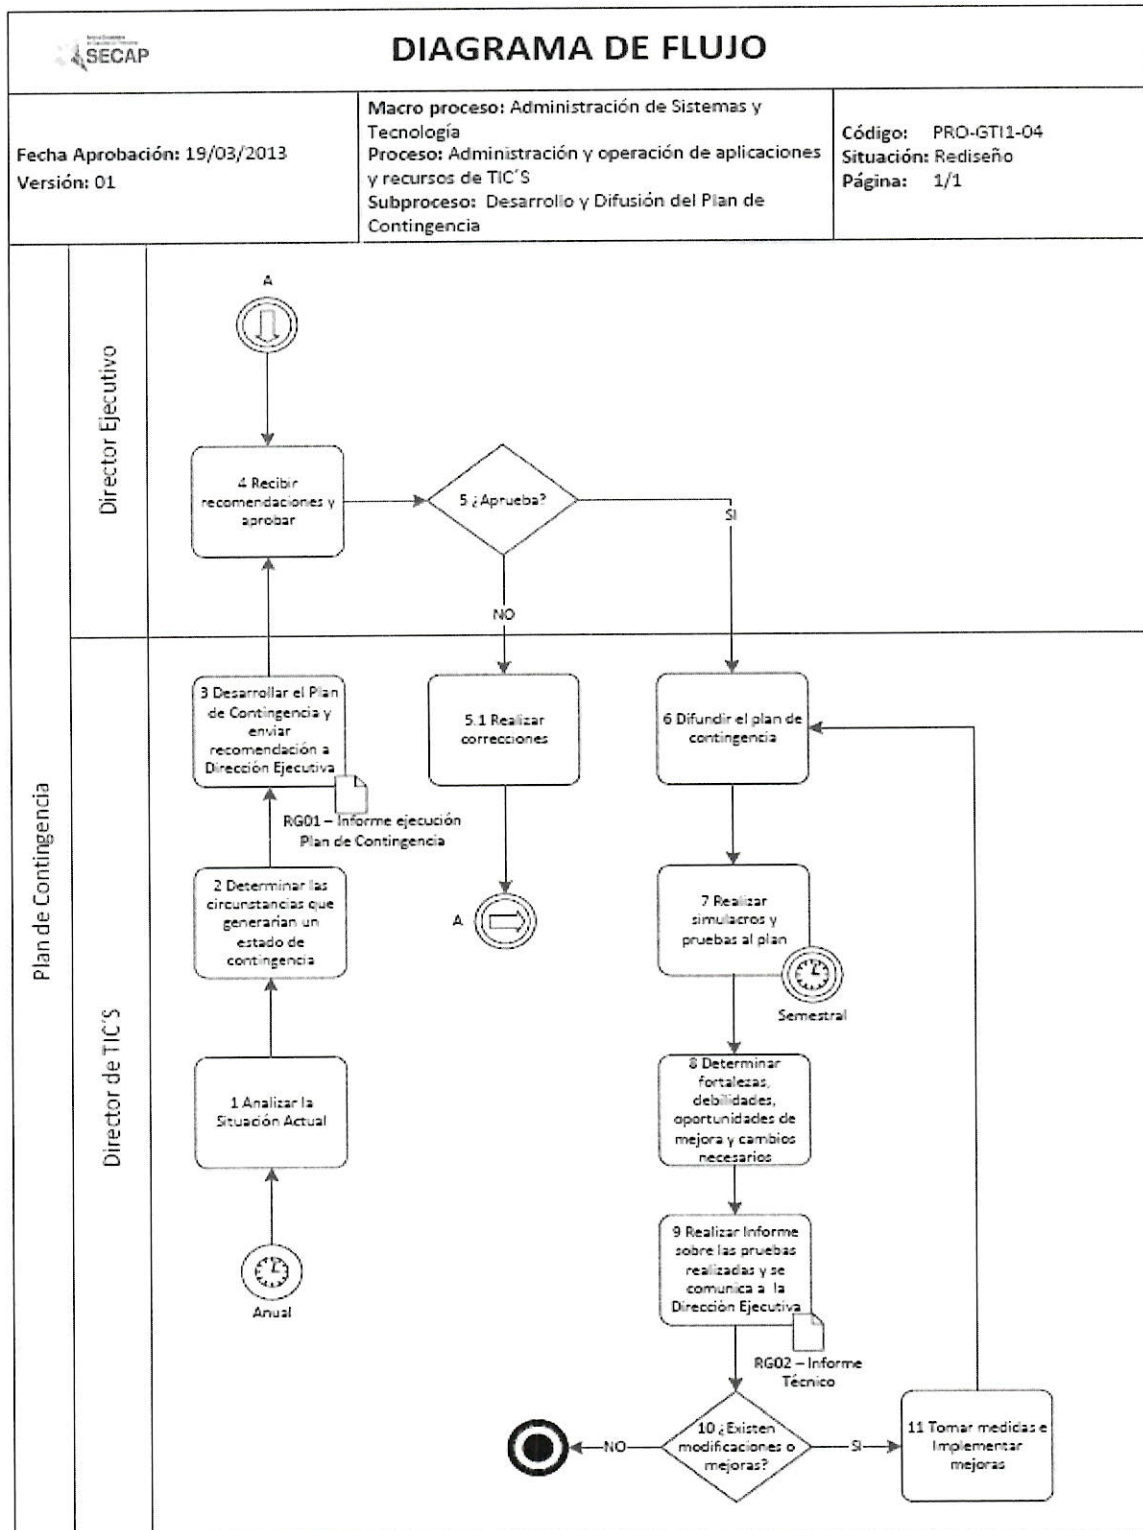 SECAP
DIAGRAMA DE FLUJO
Fecha Aprobación: 19/03/2013
Versión: 01
Macro proceso: Administración de Sistemas y
Tecnología
Proceso: Administración y operación de aplicaciones
y recursos de TIC´S
Subproceso: Desarrollo y Difusión del Plan de
Contingencia
Código: PRO-GTI1-04
Situación: Rediseño
Página: 1/1
Plan de Contingencia
Director Ejecutivo
A
4 Recibir
recomendaciones y
aprobar
5 ¿Aprueba?
SI
NO
Director de TIC´S
3 Desarrollar el Plan
de Contingencia y
enviar
recomendación a
Dirección Ejecutiva
RG01 – Informe ejecución
Plan de Contingencia
5.1 Realizar
correcciones
6 Difundir el plan de
contingencia
2 Determinar las
circunstancias que
generarían un
estado de
contingencia
A
7 Realizar
simulacros y
pruebas al plan
Semestral
1 Analizar la
Situación Actual
8 Determinar
fortalezas,
debilidades,
oportunidades de
mejora y cambios
necesarios
Anual
9 Realizar Informe
sobre las pruebas
realizadas y se
comunica a la
Dirección Ejecutiva
RG02 – Informe
Técnico
10 ¿Existen
modificaciones o
mejoras?
NO
SI
11 Tomar medidas e
Implementar
mejoras